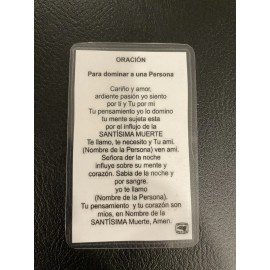 ORACIÓN
Para dominar a una Persona
Cariño y amor,
ardiente pasión yo siento
por ti y Tu por mi
Tu pensamiento yo lo domino
tu mente sujeta esta
por el influjo de la
SANTÍSIMA MUERTE
Te llamo, te necesito y Tu ami.
(Nombre de la Persona) ven ami.
Señora der la noche
influye sobre su mente y
corazón. Sabia de la noche y
por sangre,
yo te llamo
(Nombre de la Persona).
Tu pensamiento y tu corazón son
mios, en Nombre de la
SANTÍSIMA Muerte, Amen.